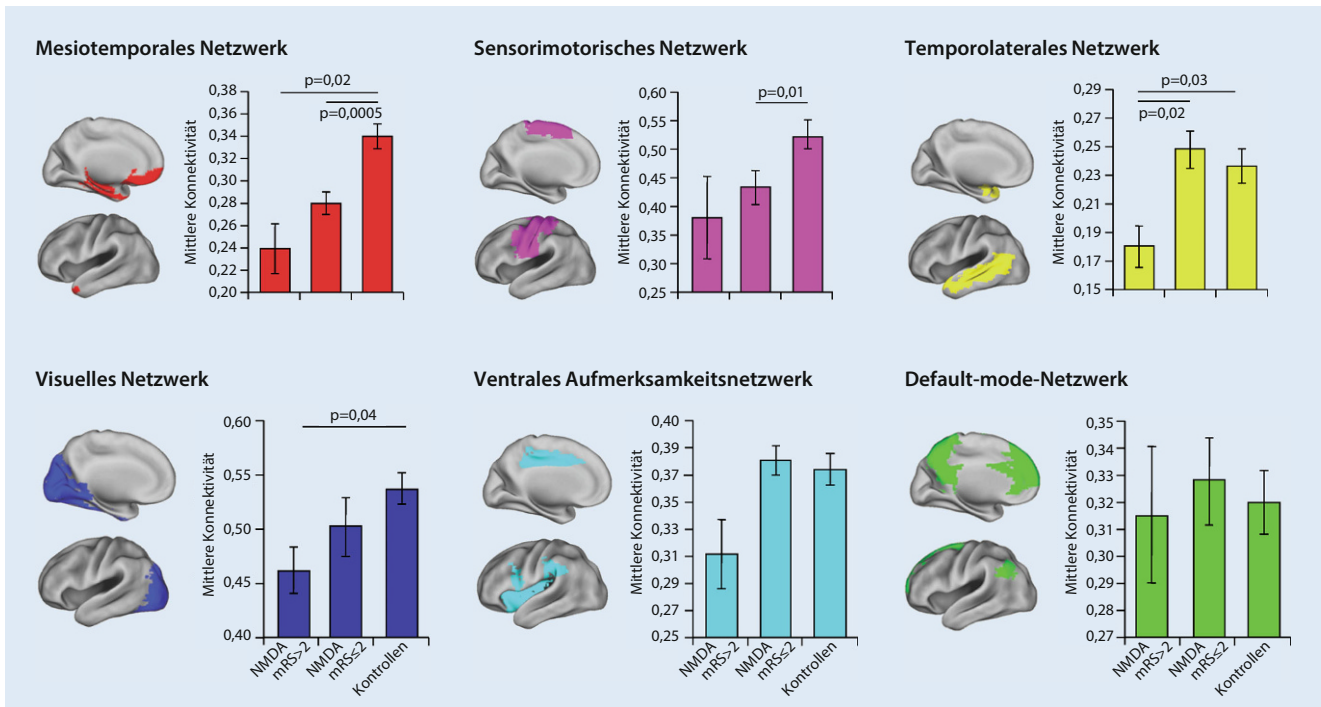 Mesiotemporales Netzwerk
Mittlere Konnektivität
0,38
0,36
0,34
0,32
0,30
0,28
0,26
0,24
0,22
0,20
p=0,02
p=0,0005
Sensorimotorisches Netzwerk
Mittlere Konnektivität
0,60
0,55
0,50
0,45
0,40
0,35
0,30
0,25
p=0,01
Temporolaterales Netzwerk
Mittlere Konnektivität
0,29
0,27
0,25
0,23
0,21
0,19
0,17
0,15
p=0,03
p=0,02
Visuelles Netzwerk
Mittlere Konnektivität
0,60
0,55
0,50
0,45
0,40
p=0,04
NMDA
mRS>2
NMDA
mRS≤2
Kontrollen
Ventrales Aufmerksamkeitsnetzwerk
Mittlere Konnektivität
0,40
0,39
0,37
0,35
0,33
0,31
0,29
0,27
0,25
NMDA
mRS>2
NMDA
mRS≤2
Kontrollen
Default-mode-Netzwerk
Mittlere Konnektivität
0,35
0,34
0,33
0,32
0,31
0,30
0,29
0,28
0,27
NMDA
mRS>2
NMDA
mRS≤2
Kontrollen